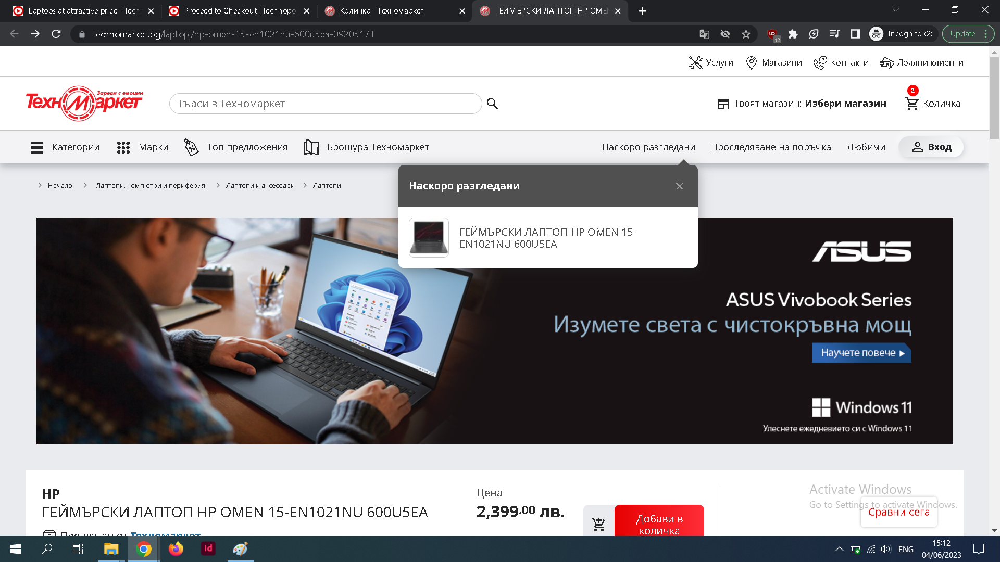 Laptops at attractive price - Techn
Proceed to Checkout | Technopol
Количка - Техномаркет
ГЕЙМЪРСКИ ЛАПТОП HP OMEN
technomarket.bg/laptopi/hp-omen-15-en1021nu-600u5ea-09205171
12
Incognito (2)
Update
Услуги
Магазини
Контакти
Лоялни клиенти
Зареди с емоции
ТехноМаркет
Търси в Техномаркет
Твоят магазин: Избери магазин
2
Количка
Категории
Марки
Топ предложения
Брошура Техномаркет
Наскоро разгледани
Проследяване на поръчка
Любими
Вход
Начало
Лаптопи, компютри и периферия
Лаптопи и аксесоари
Лаптопи
Наскоро разгледани
ГЕЙМЪРСКИ ЛАПТОП HP OMEN 15-
EN1021NU 600U5EA
ASUS
ASUS Vivobook Series
Изумете света с чистокръвна мощ
Научете повече
Windows 11
Улеснете ежедневието си с Windows 11
HP
ГЕЙМЪРСКИ ЛАПТОП HP OMEN 15-EN1021NU 600U5EA
Предлаган от Техномаркет
Цена
2,399.00 лв.
Добави в
количка
Activate Windows
Go to Settings to activate Windows.
Сравни сега
Id
ENG
15:12
04/06/2023